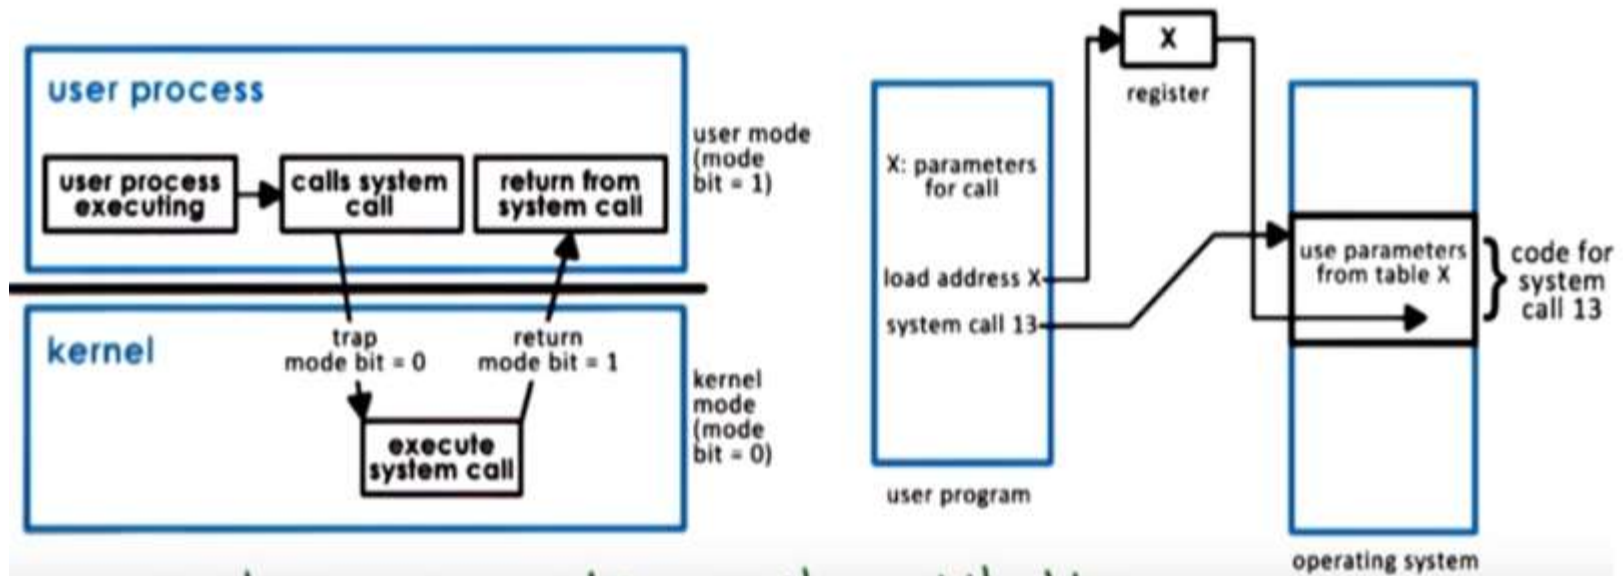 user process
user process
executing
calls system
call
return from
system call
user mode
(mode
bit = 1)
kernel
trap
mode bit = 0
return
mode bit = 1
execute
system call
kernel
mode
(mode
bit = 0)
X
register
X: parameters
for call
load address X
system call 13
user program
use parameters
from table X
} code for
system
call 13
operating system